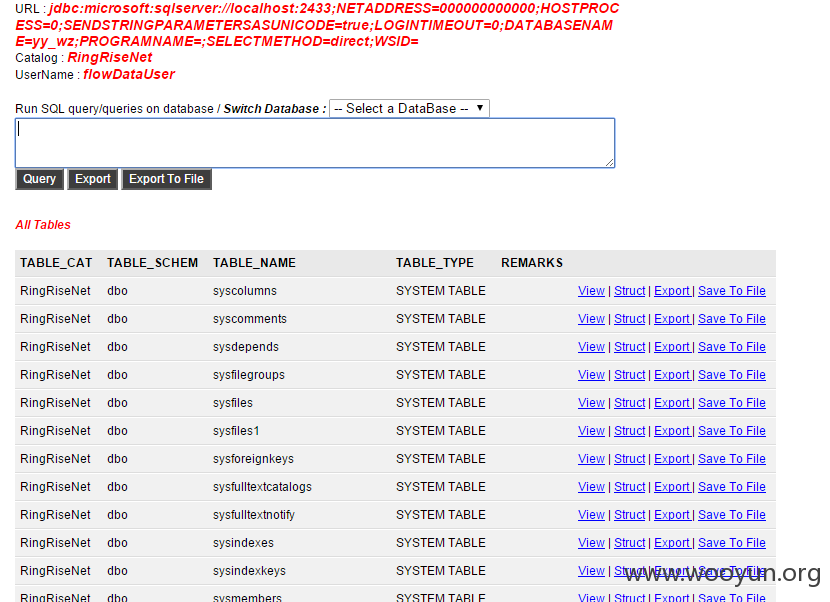 URL : jdbc:microsoft:sqlserver://localhost:2433;NETADDRESS=000000000000;HOSTPROC
ESS=0;SENDSTRINGPARAMETERSASUNICODE=true;LOGINTIMEOUT=0;DATABASENAM
E=yy_wz;PROGRAMNAME=;SELECTMETHOD=direct;WSID=
Catalog : RingRiseNet
UserName : flowDataUser
Run SQL query/queries on database / Switch Database : -- Select a DataBase --
Query Export Export To File
All Tables
TABLE_CAT TABLE_SCHEM TABLE_NAME TABLE_TYPE REMARKS
RingRiseNet dbo syscolumns SYSTEM TABLE View | Struct | Export | Save To File
RingRiseNet dbo syscomments SYSTEM TABLE View | Struct | Export | Save To File
RingRiseNet dbo sysdepends SYSTEM TABLE View | Struct | Export | Save To File
RingRiseNet dbo sysfilegroups SYSTEM TABLE View | Struct | Export | Save To File
RingRiseNet dbo sysfiles SYSTEM TABLE View | Struct | Export | Save To File
RingRiseNet dbo sysfiles1 SYSTEM TABLE View | Struct | Export | Save To File
RingRiseNet dbo sysforeignkeys SYSTEM TABLE View | Struct | Export | Save To File
RingRiseNet dbo sysfulltextcatalogs SYSTEM TABLE View | Struct | Export | Save To File
RingRiseNet dbo sysfulltextnotify SYSTEM TABLE View | Struct | Export | Save To File
RingRiseNet dbo sysindexes SYSTEM TABLE View | Struct | Export | Save To File
RingRiseNet dbo sysindexkeys SYSTEM TABLE View | Struct | Export | Save To File
www.wooyun.org
RingRiseNet dbo sysmembers SYSTEM TABLE View | Struct | Export | Save To File